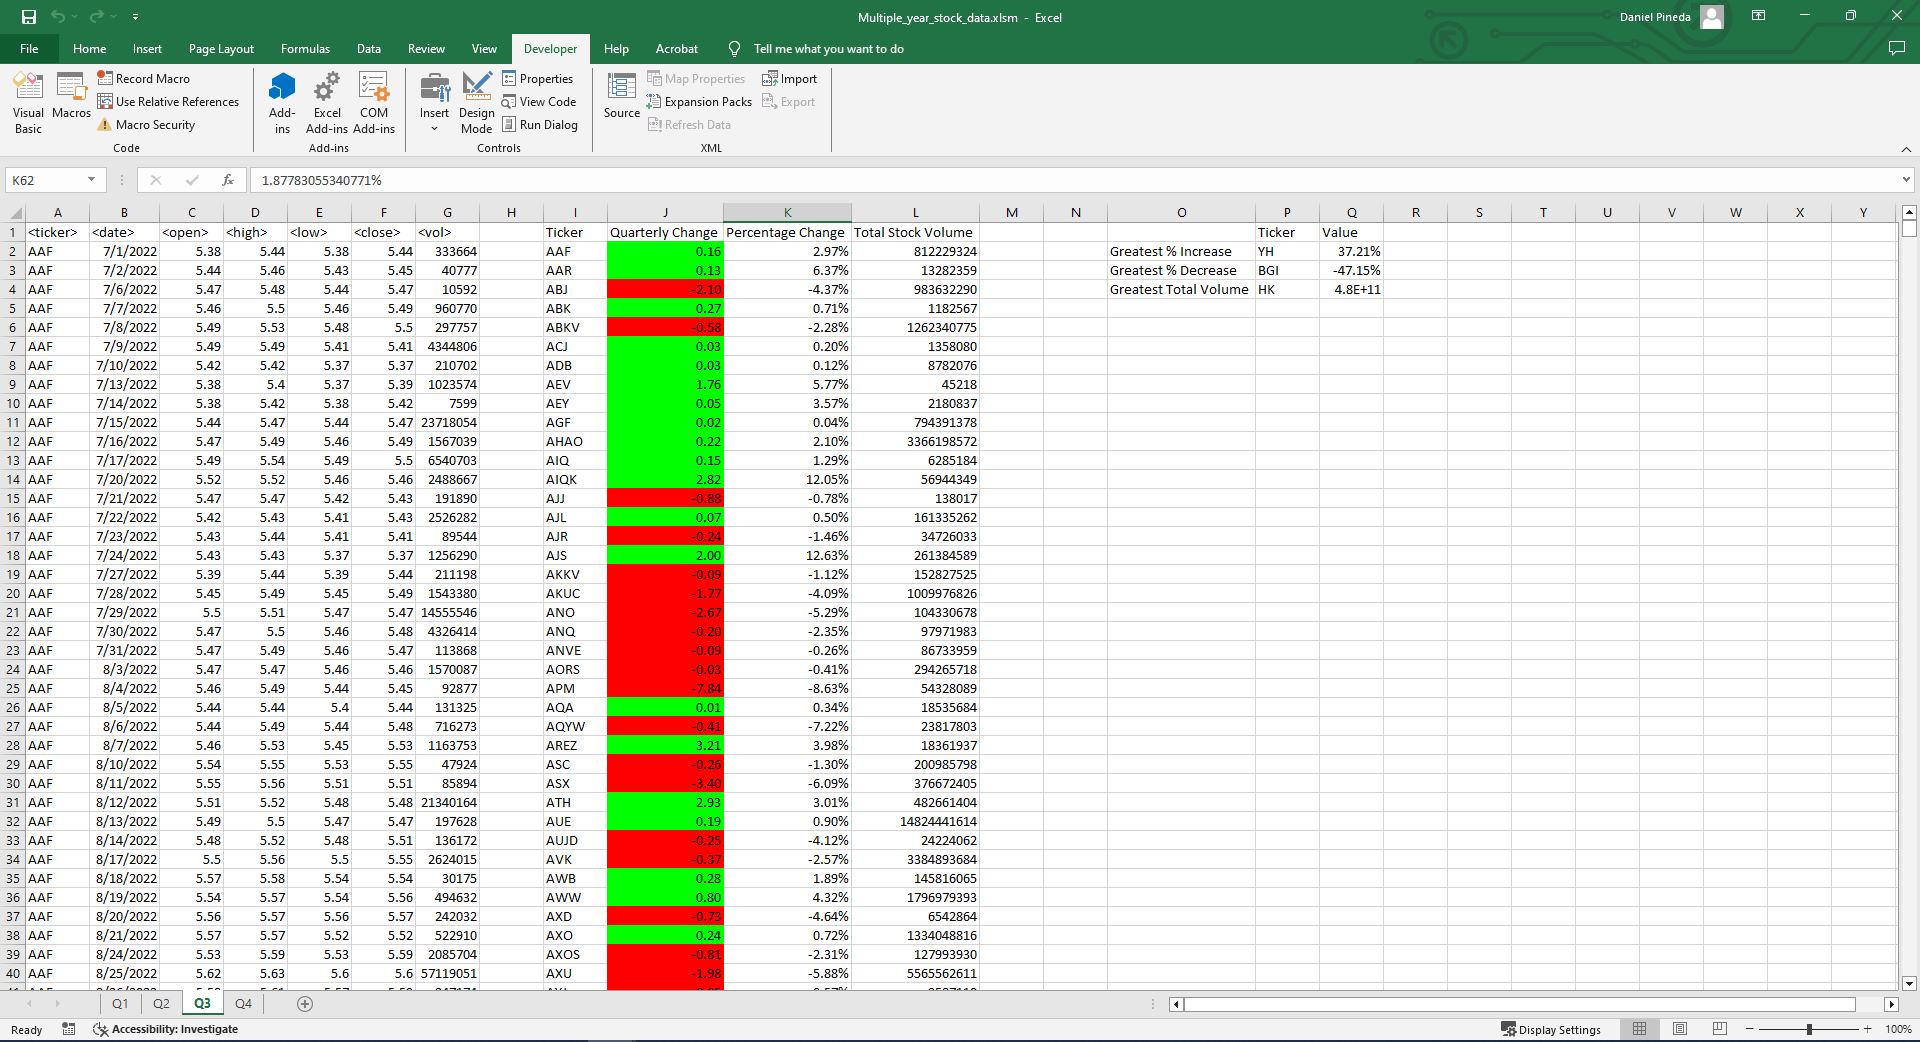 Multiple_year_stock_data.xlsm - Excel
Daniel Pineda
File Home Insert Page Layout Formulas Data Review View Developer Help Acrobat Tell me what you want to do
Visual Basic
Macros
Record Macro
Use Relative References
Macro Security
Code
Add-ins
Excel Add-ins
COM Add-ins
Add-ins
Insert
Design Mode
Properties
View Code
Run Dialog
Controls
Source
Map Properties
Expansion Packs
Refresh Data
Import
Export
XML
K62 fx 1.87783055340771%
A B C D E F G H I J K L M N O P Q R S T U V W X Y
1 <ticker> <date> <open> <high> <low> <close> <vol> Ticker Quarterly Change Percentage Change Total Stock Volume Ticker Value
2 AAF 7/1/2022 5.38 5.44 5.38 5.44 333664 AAF 0.16 2.97% 812229324 Greatest % Increase YH 37.21%
3 AAF 7/2/2022 5.44 5.46 5.43 5.45 40777 AAR 0.13 6.37% 13282359 Greatest % Decrease BGI -47.15%
4 AAF 7/6/2022 5.47 5.48 5.44 5.47 10592 ABJ -2.10 -4.37% 983632290 Greatest Total Volume HK 4.8E+11
5 AAF 7/7/2022 5.46 5.5 5.46 5.49 960770 ABK 0.27 0.71% 1182567
6 AAF 7/8/2022 5.49 5.53 5.48 5.5 297757 ABKV -0.58 -2.28% 1262340775
7 AAF 7/9/2022 5.49 5.49 5.41 5.41 4344806 ACJ 0.03 0.20% 1358080
8 AAF 7/10/2022 5.42 5.42 5.37 5.37 210702 ADB 0.03 0.12% 8782076
9 AAF 7/13/2022 5.38 5.4 5.37 5.39 1023574 AEV 1.76 5.77% 45218
10 AAF 7/14/2022 5.38 5.42 5.38 5.42 7599 AEY 0.05 3.57% 2180837
11 AAF 7/15/2022 5.44 5.47 5.44 5.47 23718054 AGF 0.02 0.04% 794391378
12 AAF 7/16/2022 5.47 5.49 5.46 5.49 1567039 AHAO 0.22 2.10% 3366198572
13 AAF 7/17/2022 5.49 5.54 5.49 5.5 6540703 AIQ 0.15 1.29% 6285184
14 AAF 7/20/2022 5.52 5.52 5.46 5.46 2488667 AIQK 2.82 12.05% 56944349
15 AAF 7/21/2022 5.47 5.47 5.42 5.43 191890 AJJ -0.88 -0.78% 138017
16 AAF 7/22/2022 5.42 5.43 5.41 5.43 2526282 AJL 0.07 0.50% 161335262
17 AAF 7/23/2022 5.43 5.44 5.41 5.41 89544 AJR -0.24 -1.46% 34726033
18 AAF 7/24/2022 5.43 5.43 5.37 5.37 1256290 AJS 2.00 12.63% 261384589
19 AAF 7/27/2022 5.39 5.44 5.39 5.44 211198 AKKV -0.09 -1.12% 152827525
20 AAF 7/28/2022 5.45 5.49 5.45 5.49 1543380 AKUC -1.77 -4.09% 1009976826
21 AAF 7/29/2022 5.5 5.51 5.47 5.47 14555546 ANO -2.67 -5.29% 104330678
22 AAF 7/30/2022 5.47 5.5 5.46 5.48 4326414 ANQ -0.20 -2.35% 97971983
23 AAF 7/31/2022 5.47 5.49 5.46 5.47 113868 ANVE -0.09 -0.26% 86733959
24 AAF 8/3/2022 5.47 5.47 5.46 5.46 1570087 AORS -0.03 -0.41% 294265718
25 AAF 8/4/2022 5.46 5.49 5.44 5.45 92877 APM -7.84 -8.63% 54328089
26 AAF 8/5/2022 5.44 5.44 5.4 5.44 131325 AQA 0.01 0.34% 18535684
27 AAF 8/6/2022 5.44 5.49 5.44 5.48 716273 AQYW -0.41 -7.22% 23817803
28 AAF 8/7/2022 5.46 5.53 5.45 5.53 1163753 AREZ 3.21 3.98% 18361937
29 AAF 8/10/2022 5.54 5.55 5.53 5.55 47924 ASC -0.26 -1.30% 200985798
30 AAF 8/11/2022 5.55 5.56 5.51 5.51 85894 ASX -3.40 -6.09% 376672405
31 AAF 8/12/2022 5.51 5.52 5.48 5.48 21340164 ATH 2.93 3.01% 482661404
32 AAF 8/13/2022 5.49 5.5 5.47 5.47 197628 AUE 0.19 0.90% 14824441614
33 AAF 8/14/2022 5.48 5.52 5.48 5.51 136172 AUJD -0.25 -4.12% 24224062
34 AAF 8/17/2022 5.5 5.56 5.5 5.55 2624015 AVK -0.37 -2.57% 3384893684
35 AAF 8/18/2022 5.57 5.58 5.54 5.54 30175 AWB 0.28 1.89% 145816065
36 AAF 8/19/2022 5.54 5.57 5.54 5.56 494632 AWW 0.80 4.32% 1796979393
37 AAF 8/20/2022 5.56 5.57 5.56 5.57 242032 AXD -0.73 -4.64% 6542864
38 AAF 8/21/2022 5.57 5.57 5.52 5.52 522910 AXO 0.24 0.72% 1334048816
39 AAF 8/24/2022 5.53 5.59 5.53 5.59 2085704 AXOS -0.81 -2.31% 127993930
40 AAF 8/25/2022 5.62 5.63 5.6 5.6 57119051 AXU -1.98 -5.88% 5565562611
Q1 Q2 Q3 Q4
Ready Accessibility: Investigate Display Settings 100%